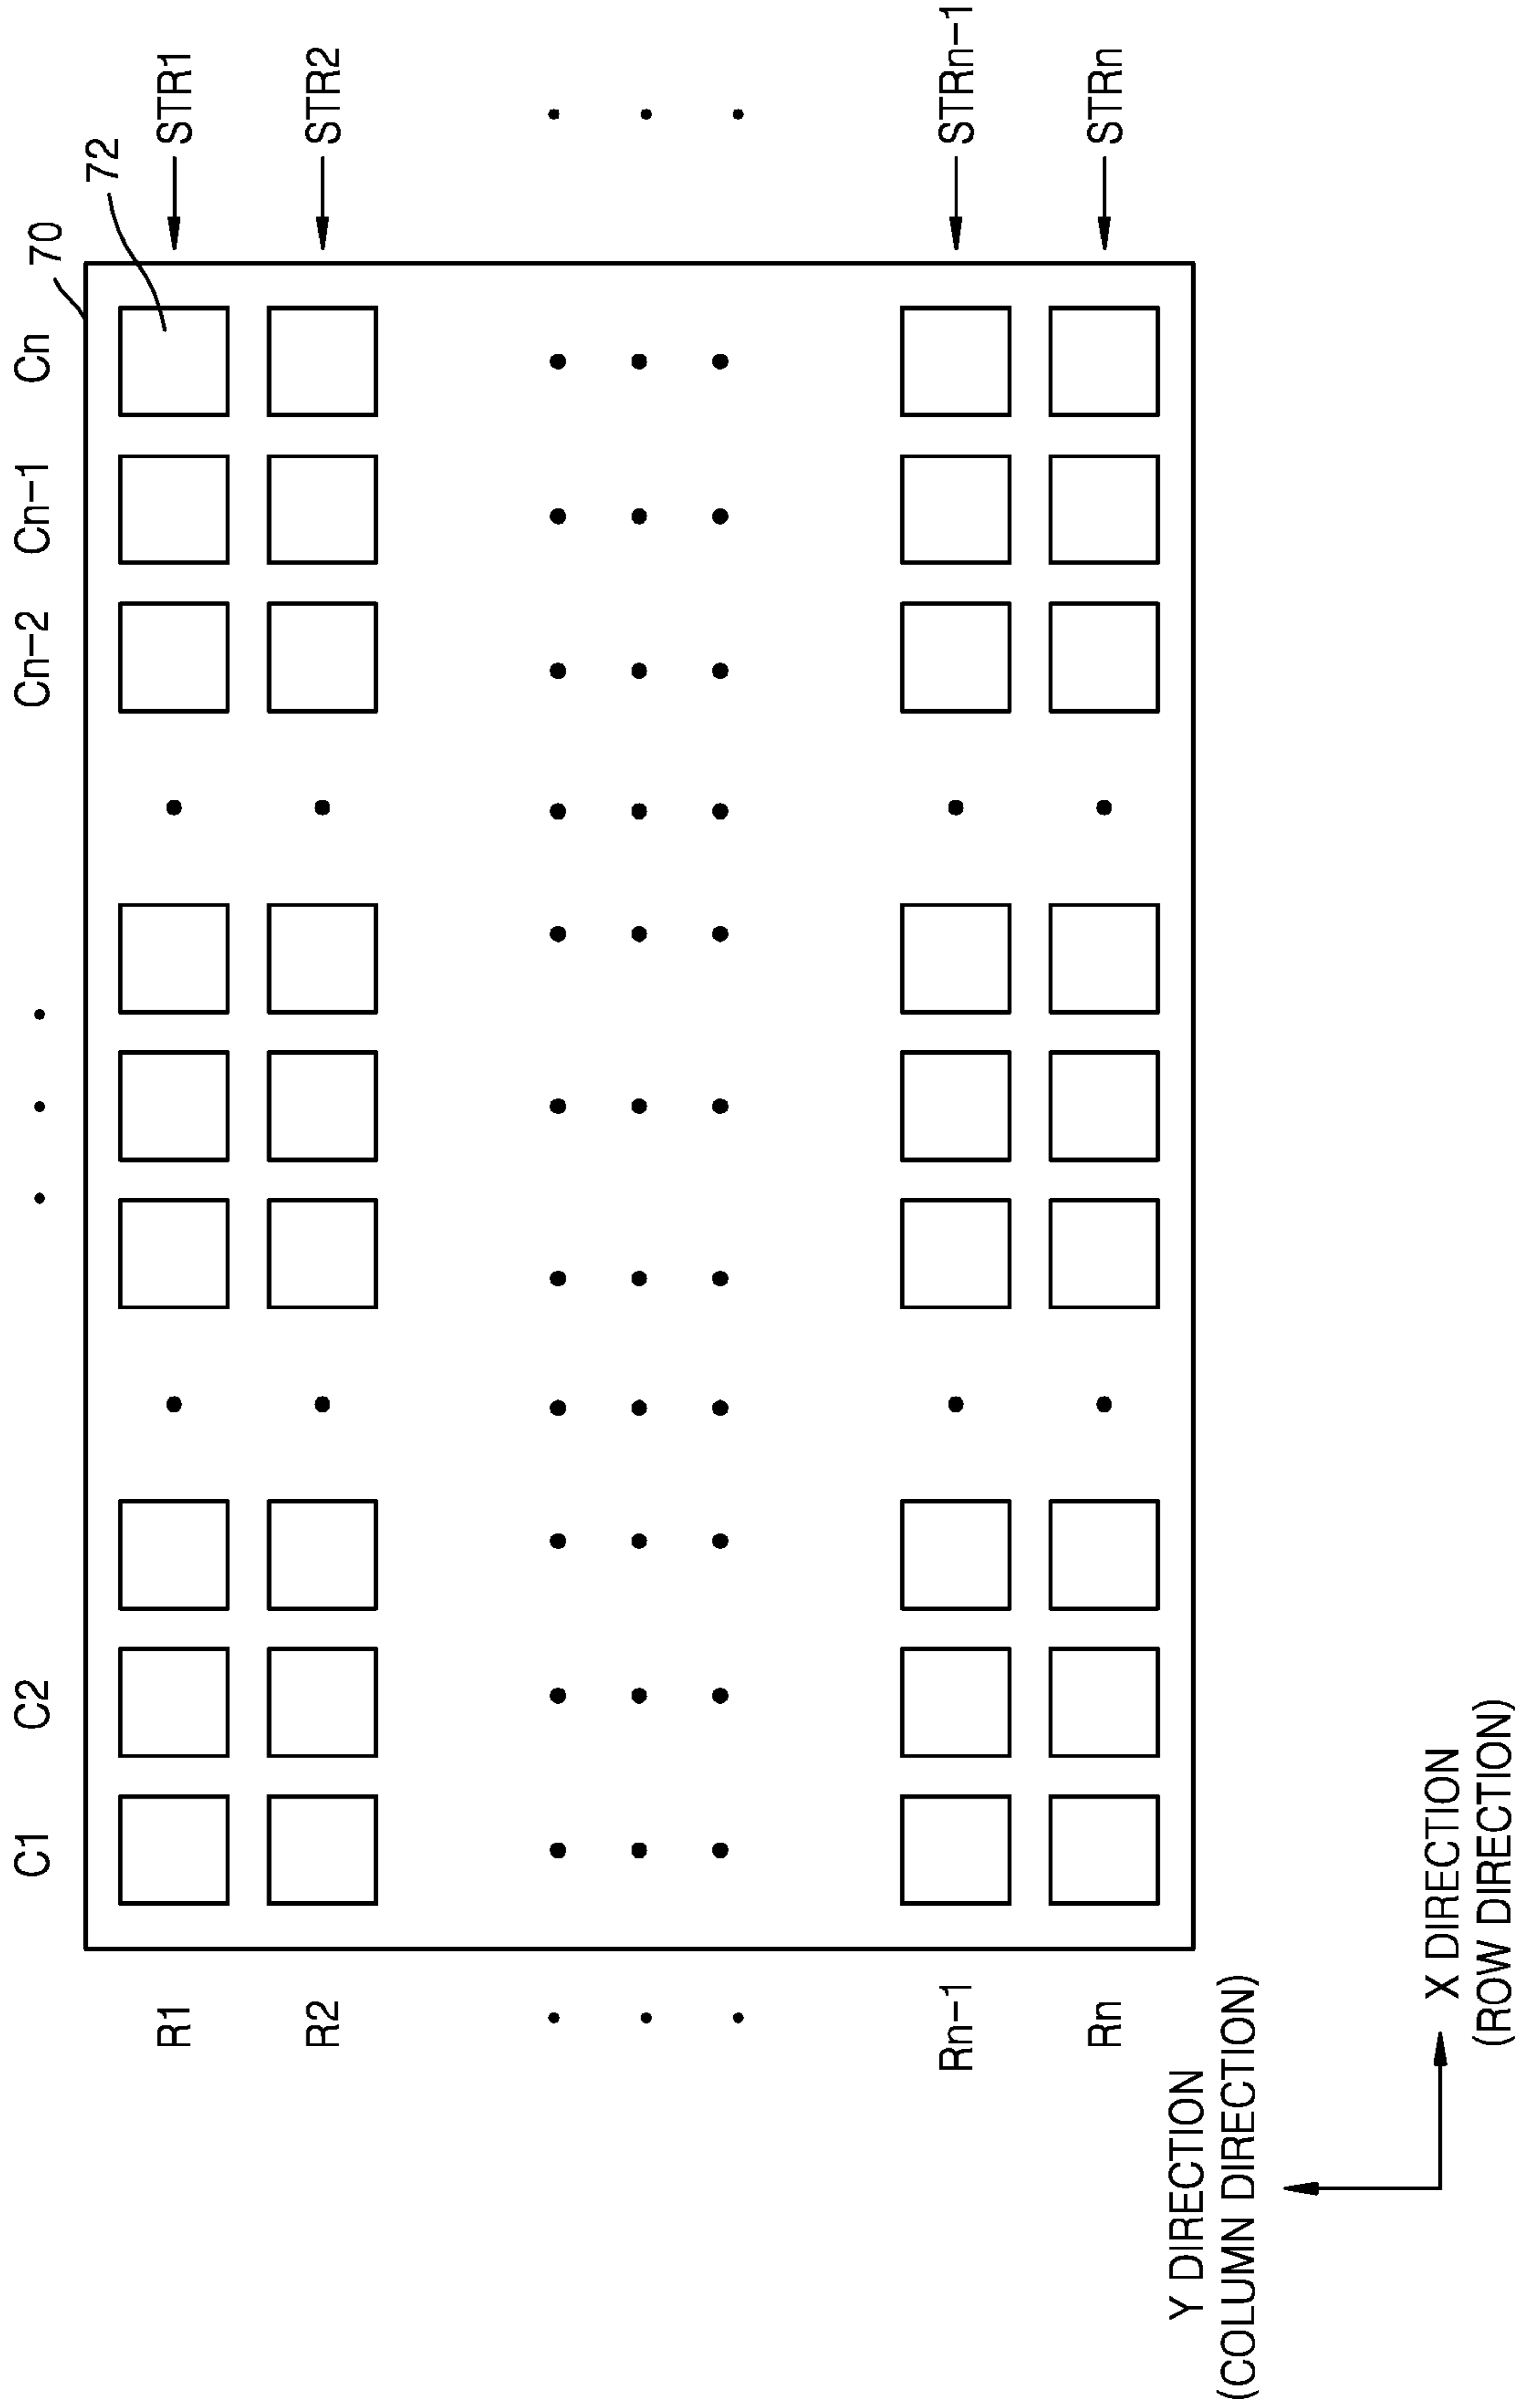 C1 C2 Cn-2 Cn-1 Cn
70
72
R1 STR1
R2 STR2
Rn-1 STRn-1
Rn STRn
Y DIRECTION
(COLUMN DIRECTION)
X DIRECTION
(ROW DIRECTION)